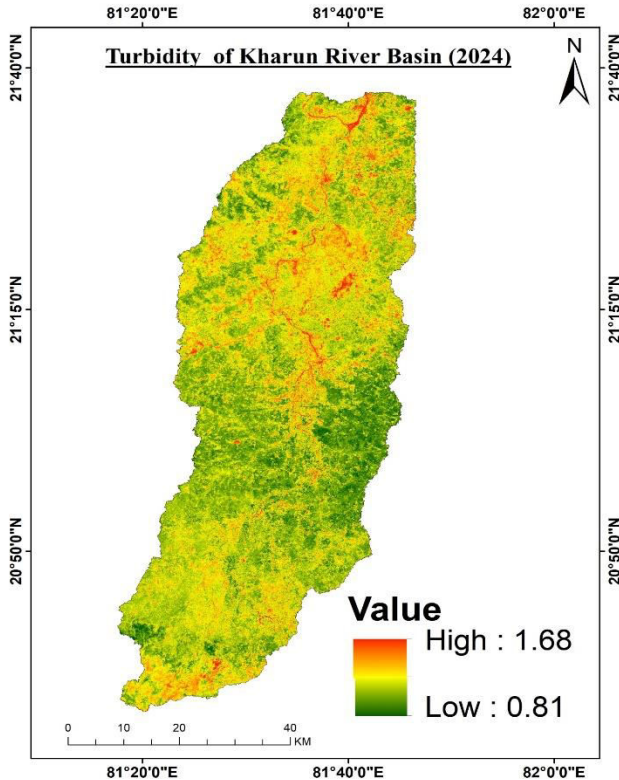 81°20'0"E 81°40'0"E 82°0'0"E
Turbidity of Kharun River Basin (2024)
N
21°40'0"N 21°40'0"N
21°15'0"N 21°15'0"N
20°50'0"N 20°50'0"N
Value
High : 1.68
Low : 0.81
0 10 20 40
KM
81°20'0"E 81°40'0"E 82°0'0"E